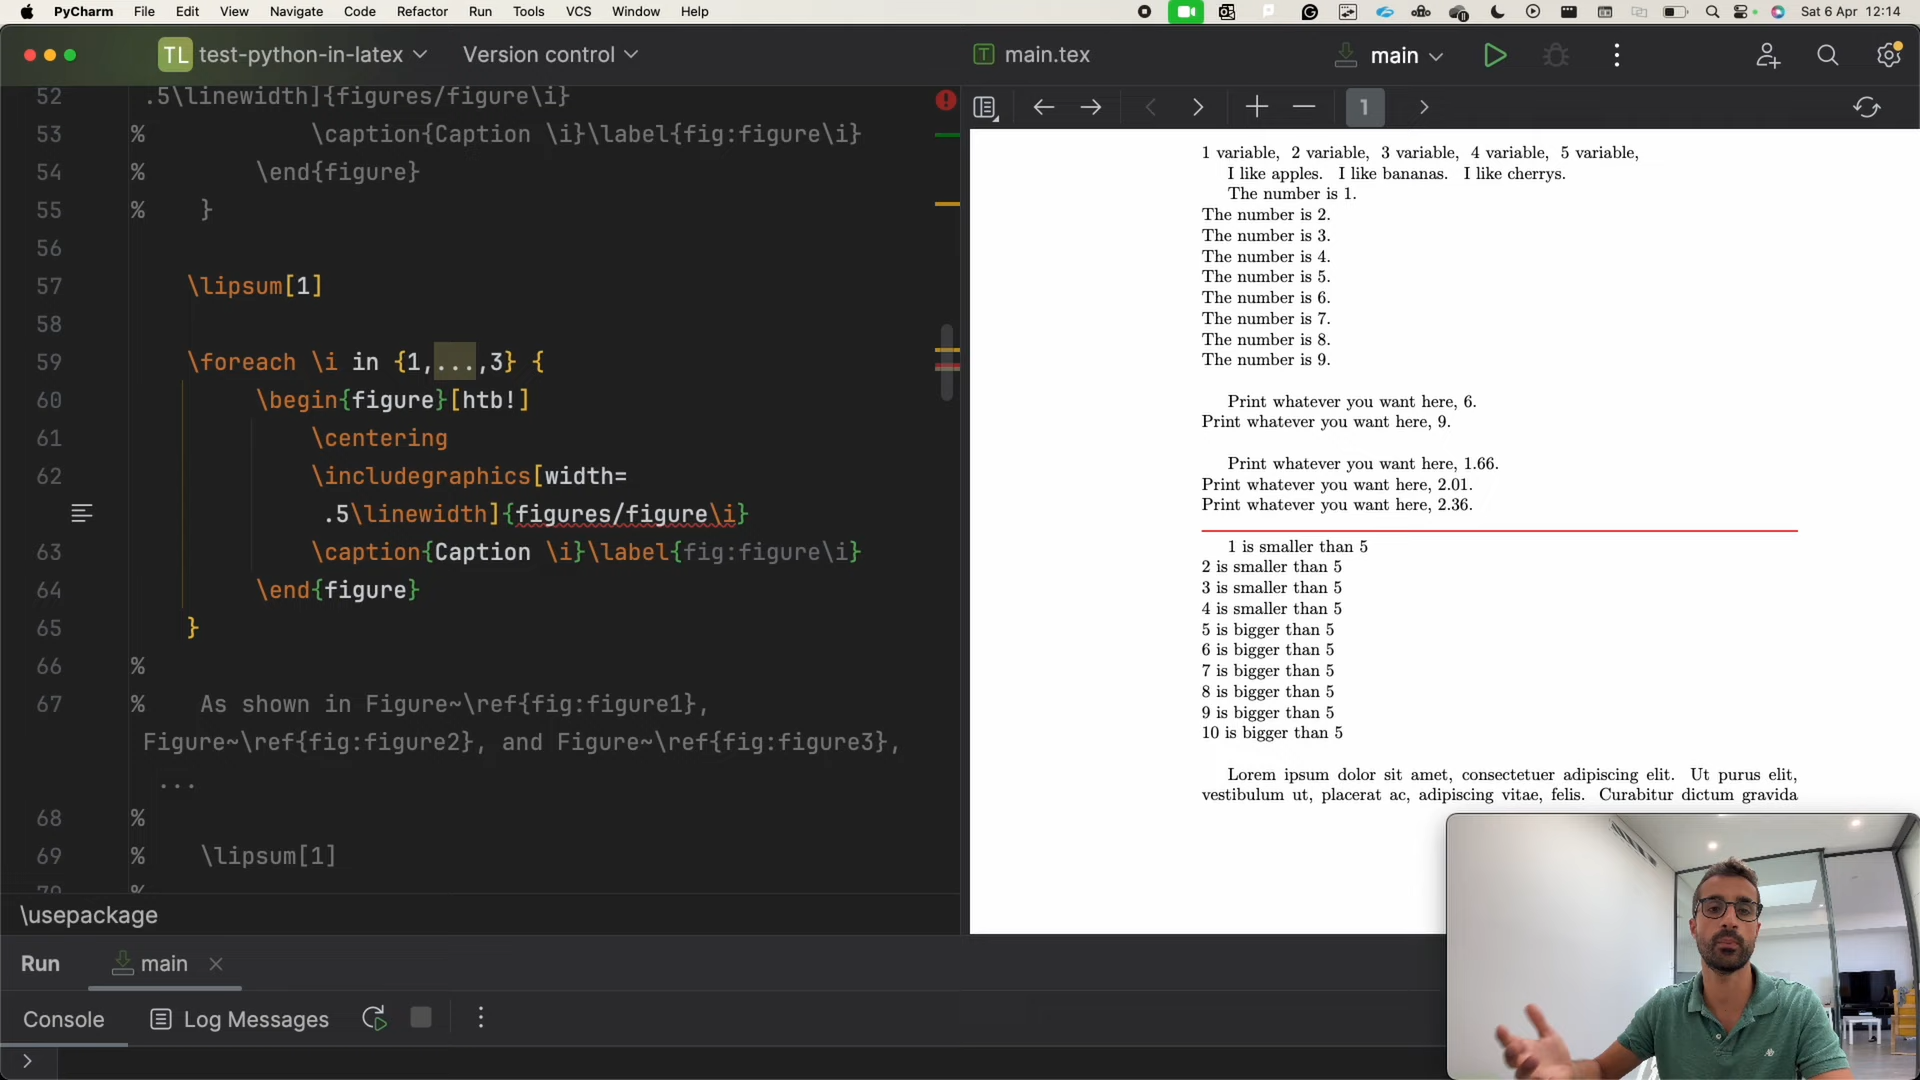 PyCharm File Edit View Navigate Code Refactor Run Tools VCS Window Help Sat 6 Apr 12:14
TL test-python-in-latex Version control main.tex main
52 .5\linewidth]{figures/figure\i}
53 % \caption{Caption \i}\label{fig:figure\i}
54 % \end{figure}
55 % }
56
57 \lipsum[1]
58
59 \foreach \i in {1,...,3} {
60 \begin{figure}[htb!]
61 \centering
62 \includegraphics[width=
.5\linewidth]{figures/figure\i}
63 \caption{Caption \i}\label{fig:figure\i}
64 \end{figure}
65 }
66 %
67 % As shown in Figure~\ref{fig:figure1},
Figure~\ref{fig:figure2}, and Figure~\ref{fig:figure3},
...
68 %
69 % \lipsum[1]
70 %
\usepackage
Run main
Console Log Messages
>
1
1 variable, 2 variable, 3 variable, 4 variable, 5 variable,
I like apples. I like bananas. I like cherrys.
The number is 1.
The number is 2.
The number is 3.
The number is 4.
The number is 5.
The number is 6.
The number is 7.
The number is 8.
The number is 9.
Print whatever you want here, 6.
Print whatever you want here, 9.
Print whatever you want here, 1.66.
Print whatever you want here, 2.01.
Print whatever you want here, 2.36.
1 is smaller than 5
2 is smaller than 5
3 is smaller than 5
4 is smaller than 5
5 is bigger than 5
6 is bigger than 5
7 is bigger than 5
8 is bigger than 5
9 is bigger than 5
10 is bigger than 5
Lorem ipsum dolor sit amet, consectetuer adipiscing elit. Ut purus elit,
vestibulum ut, placerat ac, adipiscing vitae, felis. Curabitur dictum gravida